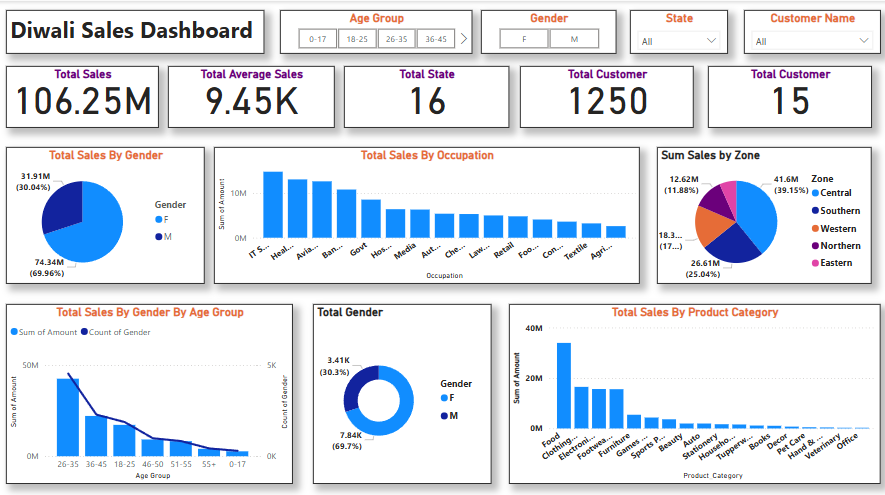 Diwali Sales Dashboard
Age Group
0-17 18-25 26-35 36-45
Gender
F M
State
All
Customer Name
All
Total Sales
106.25M
Total Average Sales
9.45K
Total State
16
Total Customer
1250
Total Customer
15
Total Sales By Gender
31.91M
(30.04%)
74.34M
(69.96%)
Gender
F
M
Total Sales By Occupation
Sum of Amount
10M
0M
IT S... Heal... Avia... Ban... Govt Hos... Media Aut... Che... Law... Retail Foo... Con... Textile Agri...
Occupation
Sum Sales by Zone
12.62M
(11.88%)
41.6M
(39.15%)
18.3...
(17...)
26.61M
(25.04%)
Zone
Central
Southern
Western
Northern
Eastern
Total Sales By Gender By Age Group
Sum of Amount Count of Gender
Sum of Amount
50M
0M
5K
0K
Count of Gender
26-35 36-45 18-25 46-50 51-55 55+ 0-17
Age Group
Total Gender
3.41K
(30.3%)
7.84K
(69.7%)
Gender
F
M
Total Sales By Product Category
Sum of Amount
40M
20M
0M
Food Clothing... Electroni... Footwea... Furniture Games ... Sports P... Beauty Auto Stationery Househo... Tupperw... Books Decor Pet Care Hand & ... Veterinary Office
Product_Category